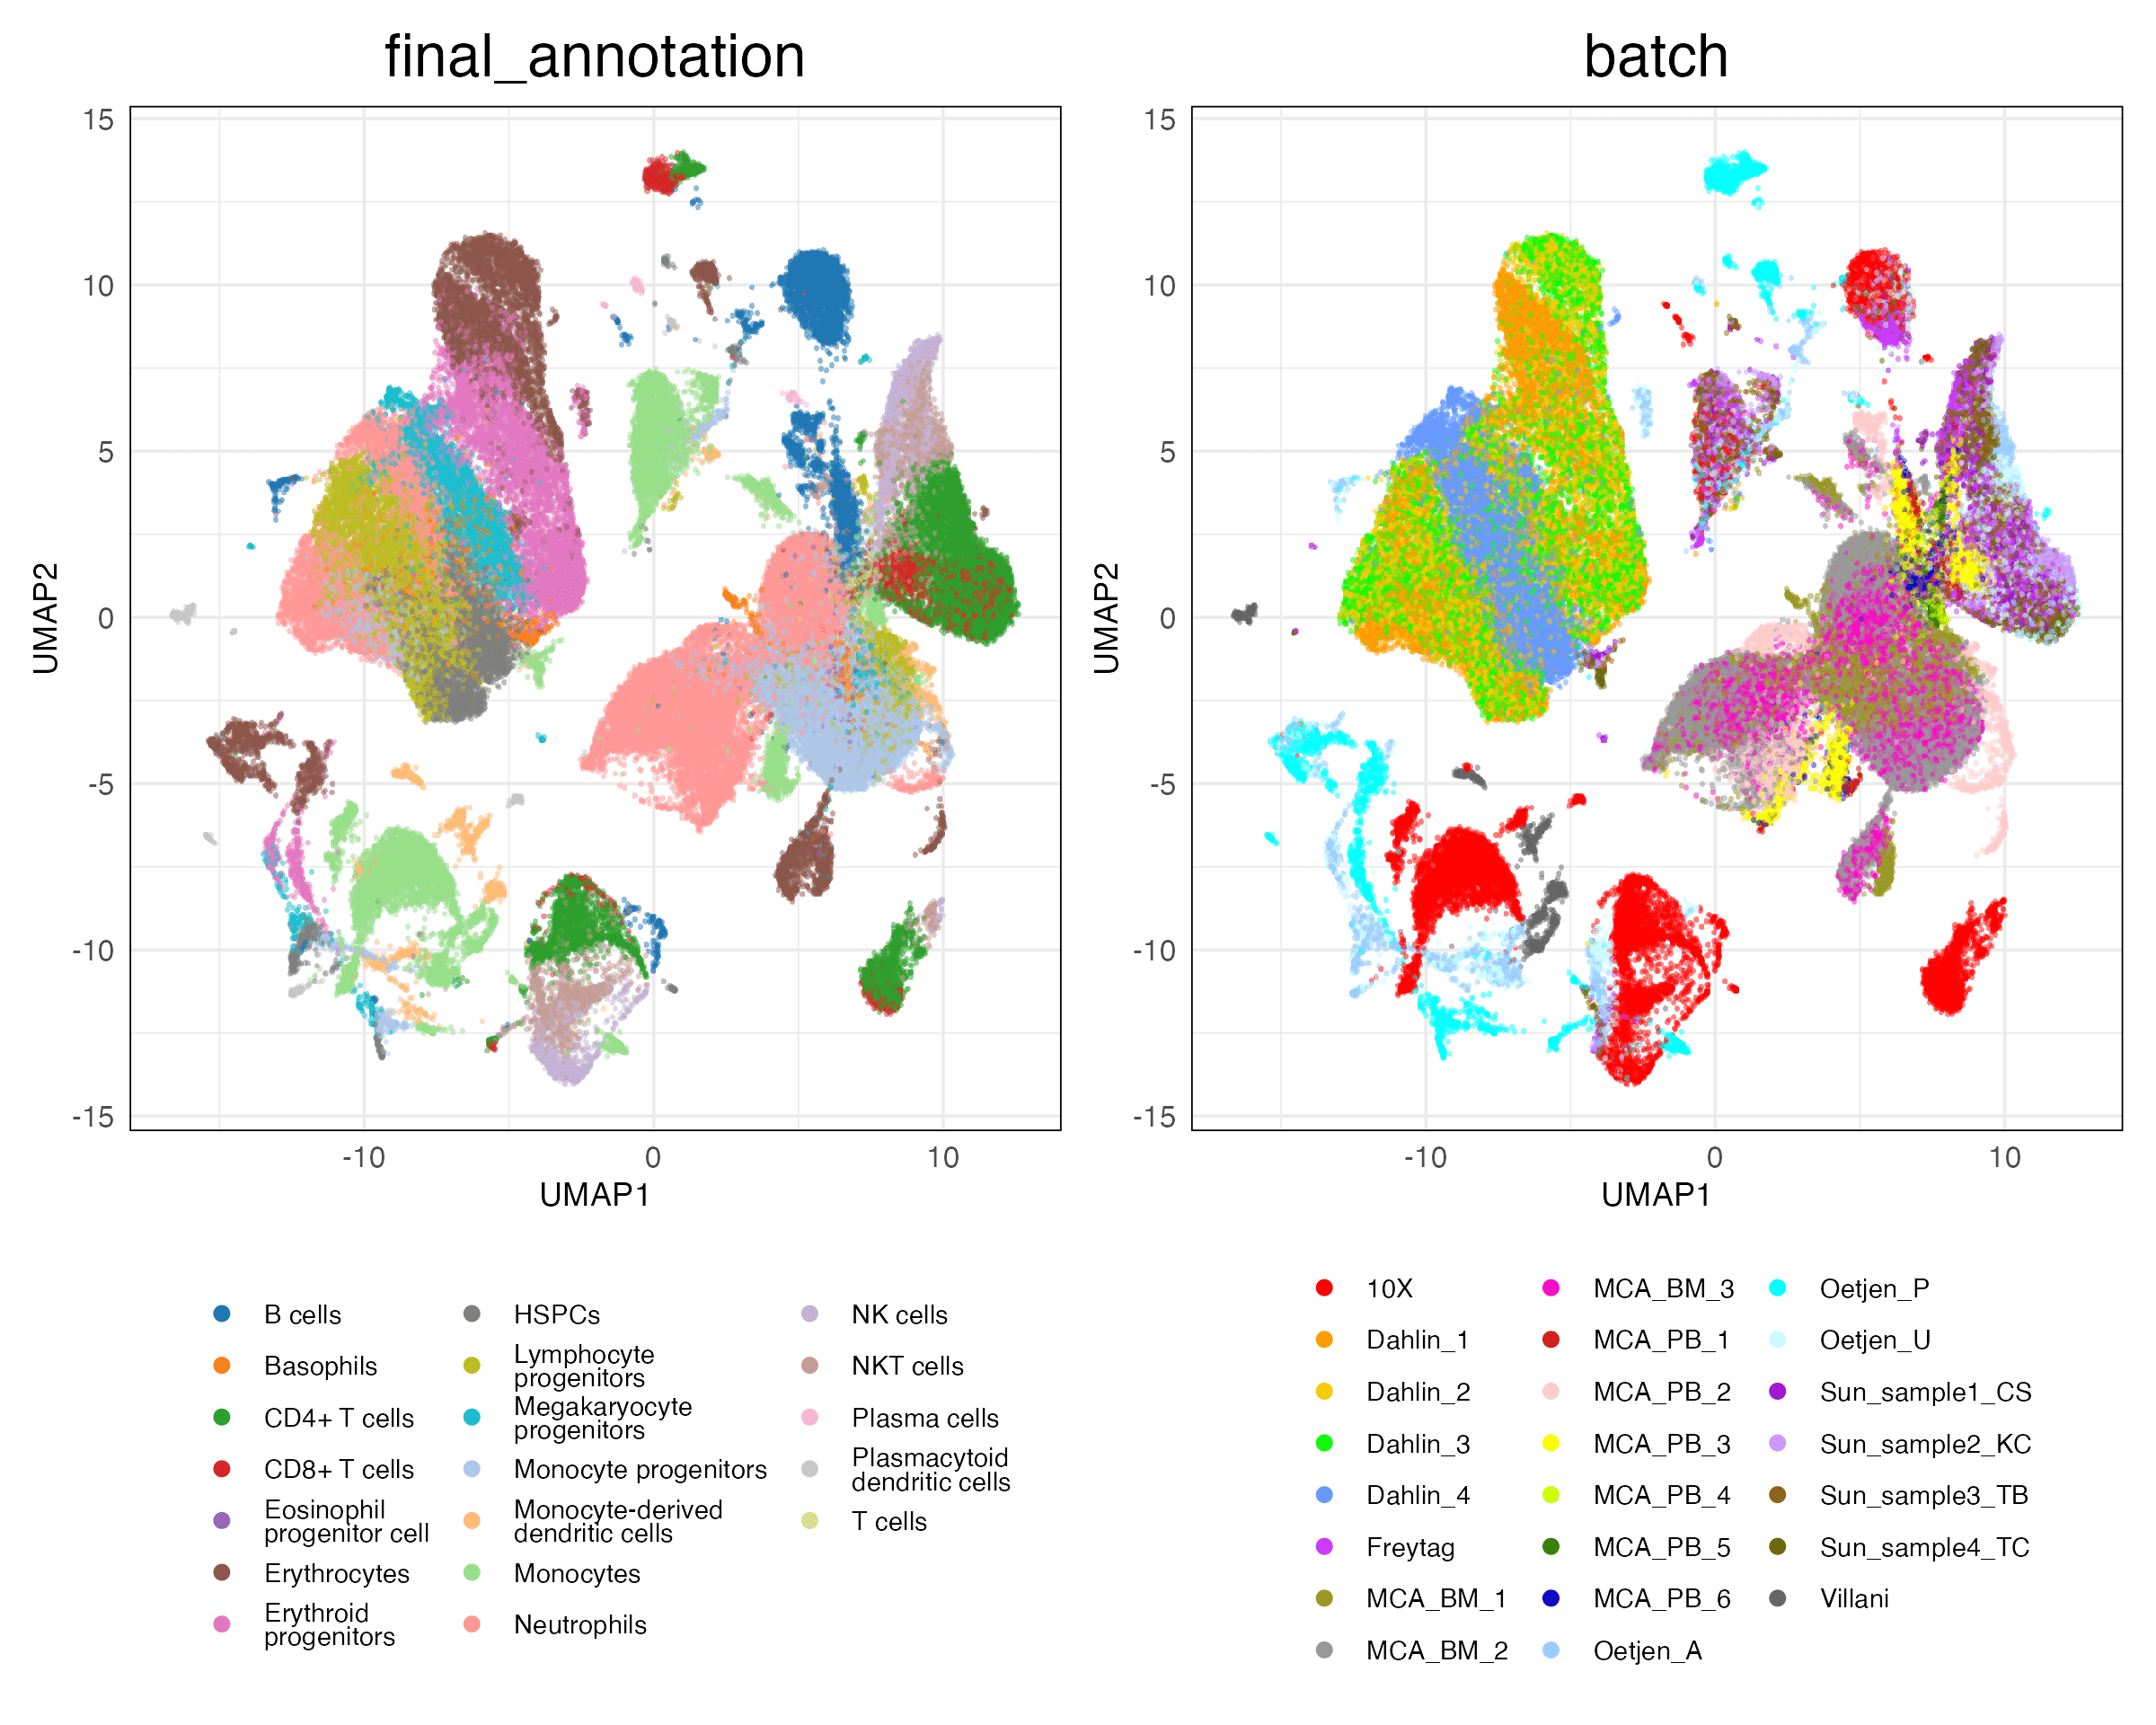 final_annotation
15
10
5
0
-5
-10
-15
UMAP2
-10
0
10
UMAP1
B cells
Basophils
CD4+ T cells
CD8+ T cells
Eosinophil
progenitor cell
Erythrocytes
Erythroid
progenitors
HSPCs
Lymphocyte
progenitors
Megakaryocyte
progenitors
Monocyte progenitors
Monocyte-derived
dendritic cells
Monocytes
Neutrophils
NK cells
NKT cells
Plasma cells
Plasmacytoid
dendritic cells
T cells
batch
15
10
5
0
-5
-10
-15
UMAP2
-10
0
10
UMAP1
10X
Dahlin_1
Dahlin_2
Dahlin_3
Dahlin_4
Freytag
MCA_BM_1
MCA_BM_2
MCA_BM_3
MCA_PB_1
MCA_PB_2
MCA_PB_3
MCA_PB_4
MCA_PB_5
MCA_PB_6
Oetjen_A
Oetjen_P
Oetjen_U
Sun_sample1_CS
Sun_sample2_KC
Sun_sample3_TB
Sun_sample4_TC
Villani